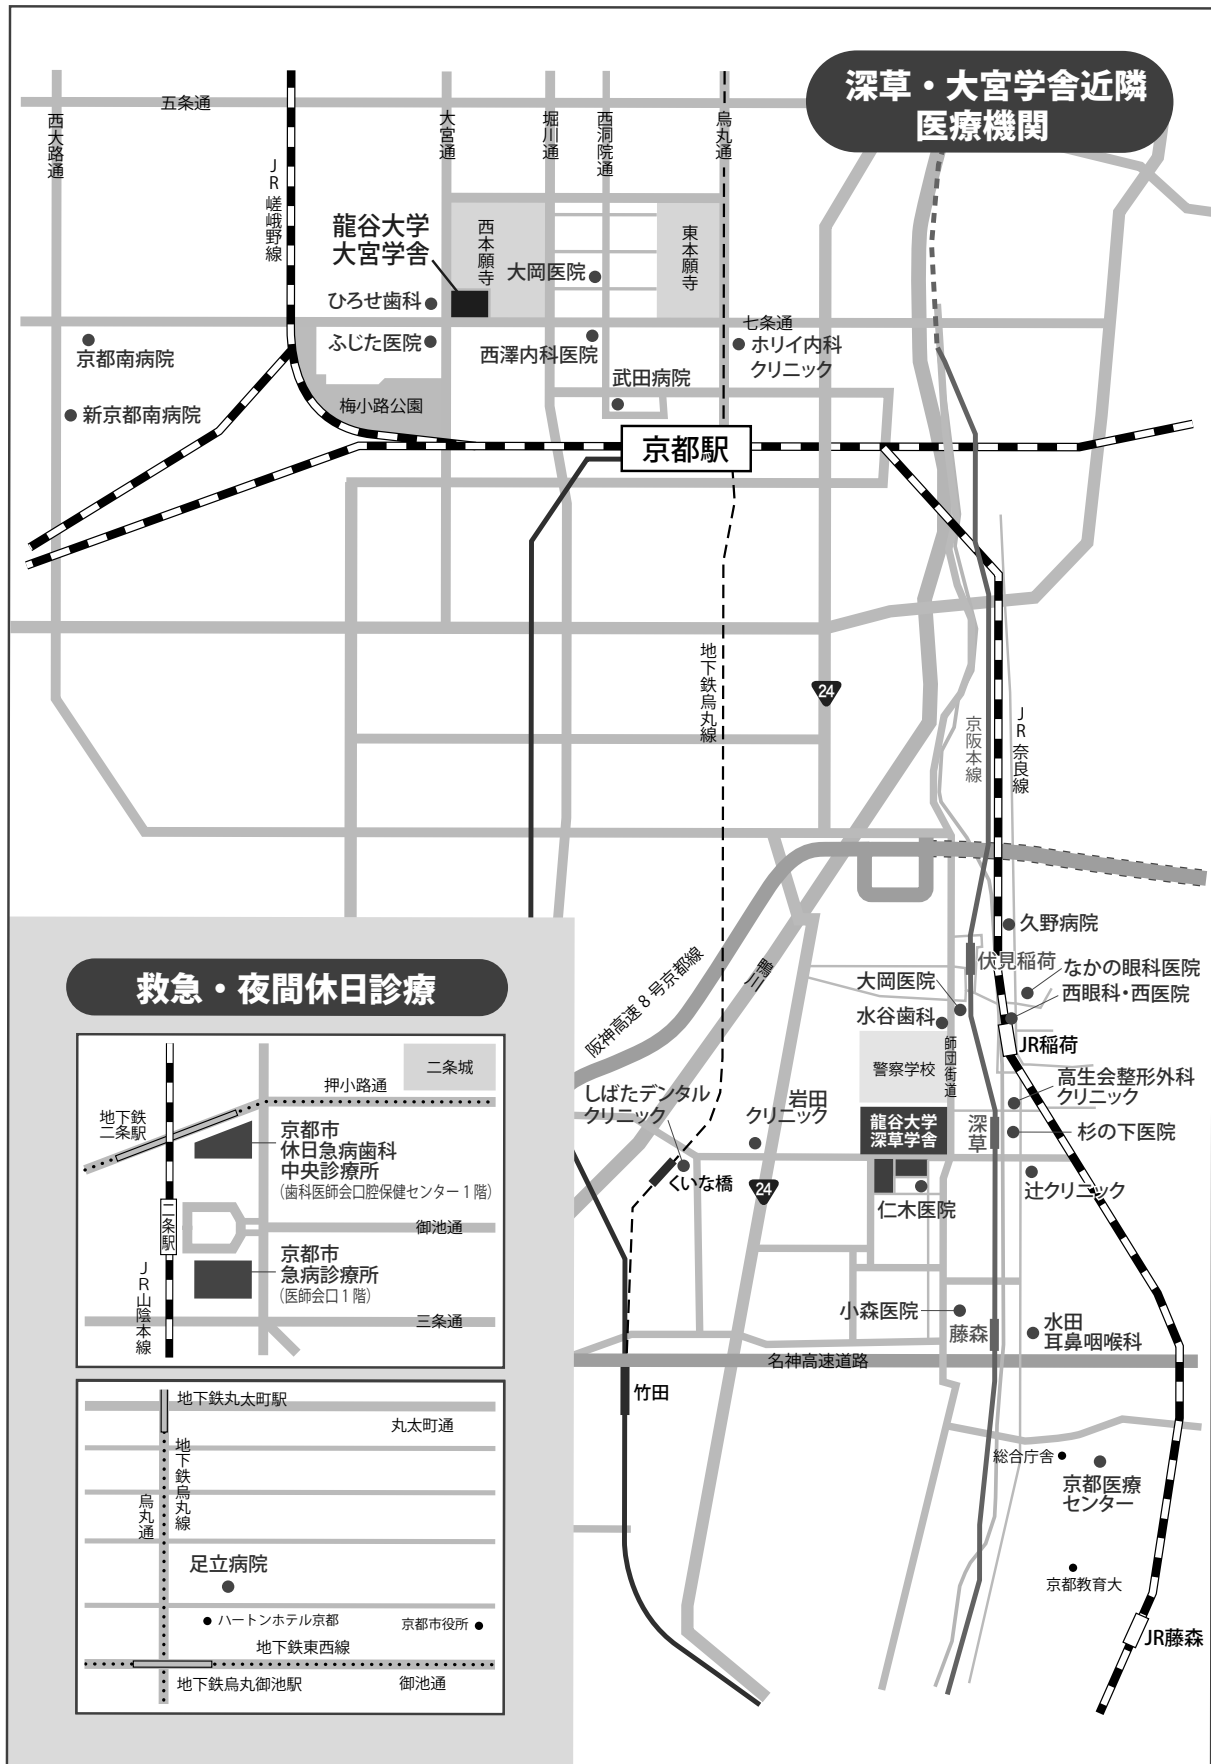 深草・大宮学舎近隣
医療機関
五条通
西大路通
JR嵯峨野線
大宮通
堀川通
西洞院通
烏丸通
龍谷大学
大宮学舎
西本願寺
東本願寺
大岡医院
ひろせ歯科
ふじた医院
西澤内科医院
七条通
ホリイ内科
クリニック
京都南病院
新京都南病院
武田病院
梅小路公園
京都駅
地下鉄烏丸線
24
京阪本線
JR奈良線
久野病院
伏見稲荷
なかの眼科医院
西眼科・西医院
大岡医院
水谷歯科
阪神高速8号京都線
鴨川
警察学校
師団街道
JR稲荷
高生会整形外科
クリニック
しばたデンタル
クリニック
岩田
クリニック
龍谷大学
深草学舎
深草
杉の下医院
くいな橋
24
辻クリニック
仁木医院
小森医院
藤森
水田
耳鼻咽喉科
名神高速道路
竹田
総合庁舎
京都医療
センター
京都教育大
JR藤森
救急・夜間休日診療
二条城
押小路通
地下鉄
二条駅
京都市
休日急病歯科
中央診療所
(歯科医師会口腔保健センター1階)
二条駅
御池通
京都市
急病診療所
(医師会口1階)
JR山陰本線
三条通
地下鉄丸太町駅
丸太町通
地下鉄烏丸線
烏丸通
足立病院
ハートンホテル京都
京都市役所
地下鉄東西線
地下鉄烏丸御池駅
御池通